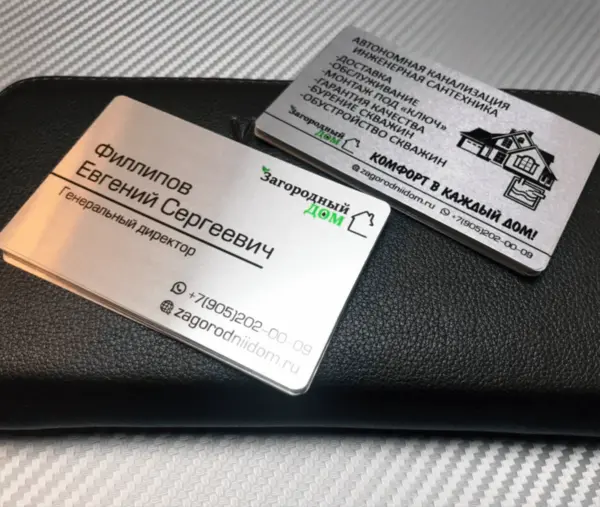 Филлипов
Евгений Сергеевич
Генеральный директор
Загородный
ДОМ
+7(905)202-00-09
zagorodniidom.ru
АВТОНОМНАЯ КАНАЛИЗАЦИЯ
ИНЖЕНЕРНАЯ САНТЕХНИКА
-ДОСТАВКА
-ОБСЛУЖИВАНИЕ
-МОНТАЖ ПОД «КЛЮЧ»
-ГАРАНТИЯ КАЧЕСТВА
-БУРЕНИЕ СКВАЖИН
-ОБУСТРОЙСТВО СКВАЖИН
Загородный
ДОМ
КОМФОРТ В КАЖДЫЙ ДОМ!
zagorodniidom.ru +7(905)202-00-09